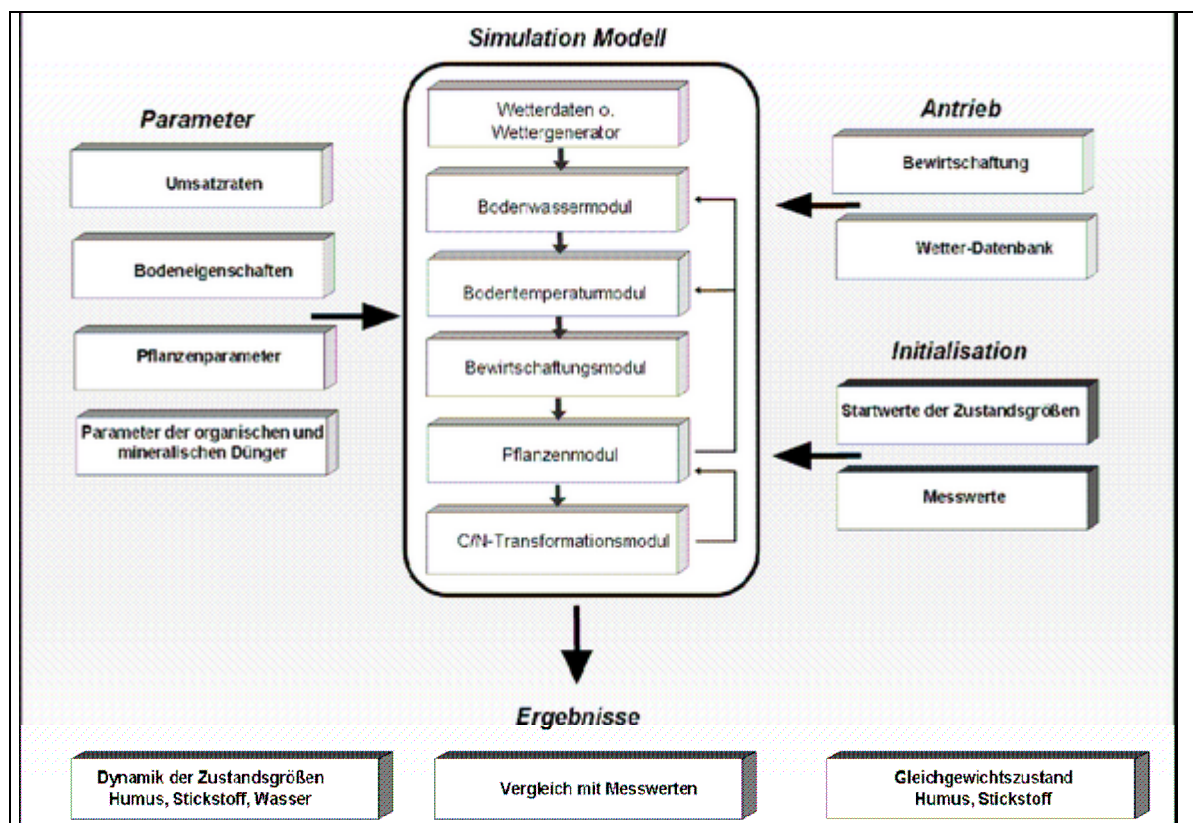 Simulation Modell
Wetterdaten o.
Wettergenerator
Bodenwassermodul
Bodentemperaturmodul
Bewirtschaftungsmodul
Pflanzenmodul
C/N-Transformationsmodul
Parameter
Umsatzraten
Bodeneigenschaften
Pflanzenparameter
Parameter der organischen und
mineralischen Dünger
Antrieb
Bewirtschaftung
Wetter-Datenbank
Initialisation
Startwerte der Zustandsgrößen
Messwerte
Ergebnisse
Dynamik der Zustandsgrößen
Humus, Stickstoff, Wasser
Vergleich mit Messwerten
Gleichgewichtszustand
Humus, Stickstoff